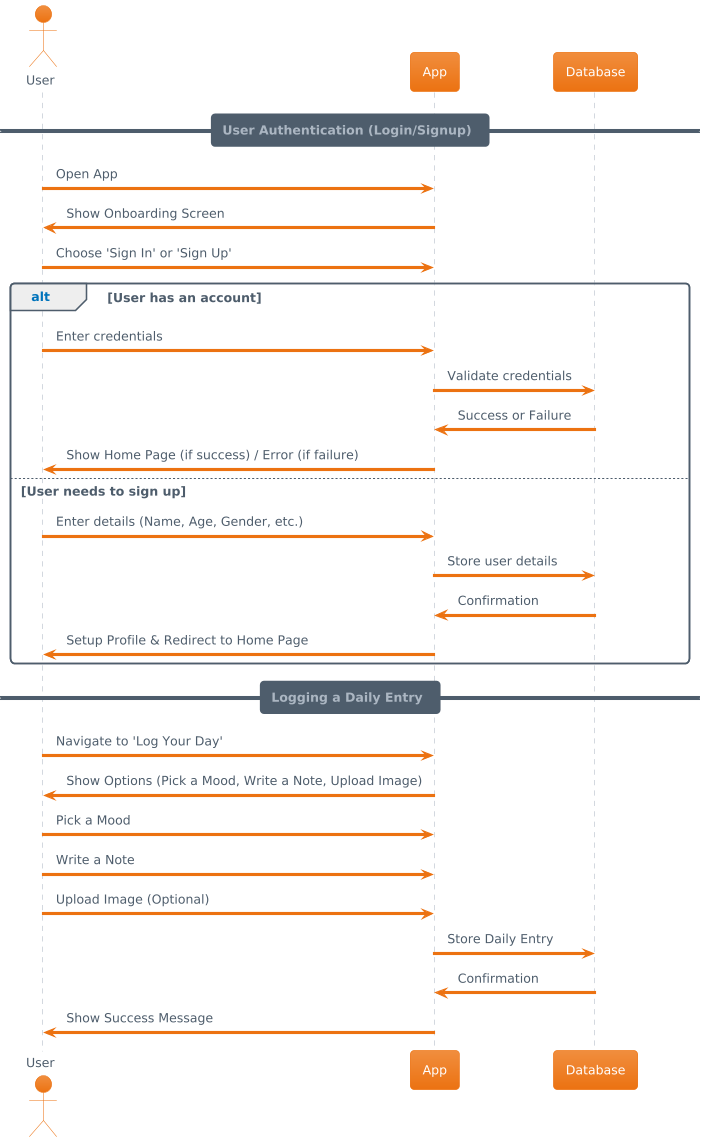 User
App
Database
User Authentication (Login/Signup)
Open App
Show Onboarding Screen
Choose 'Sign In' or 'Sign Up'
alt
[User has an account]
Enter credentials
Validate credentials
Success or Failure
Show Home Page (if success) / Error (if failure)
[User needs to sign up]
Enter details (Name, Age, Gender, etc.)
Store user details
Confirmation
Setup Profile & Redirect to Home Page
Logging a Daily Entry
Navigate to 'Log Your Day'
Show Options (Pick a Mood, Write a Note, Upload Image)
Pick a Mood
Write a Note
Upload Image (Optional)
Store Daily Entry
Confirmation
Show Success Message
User
App
Database